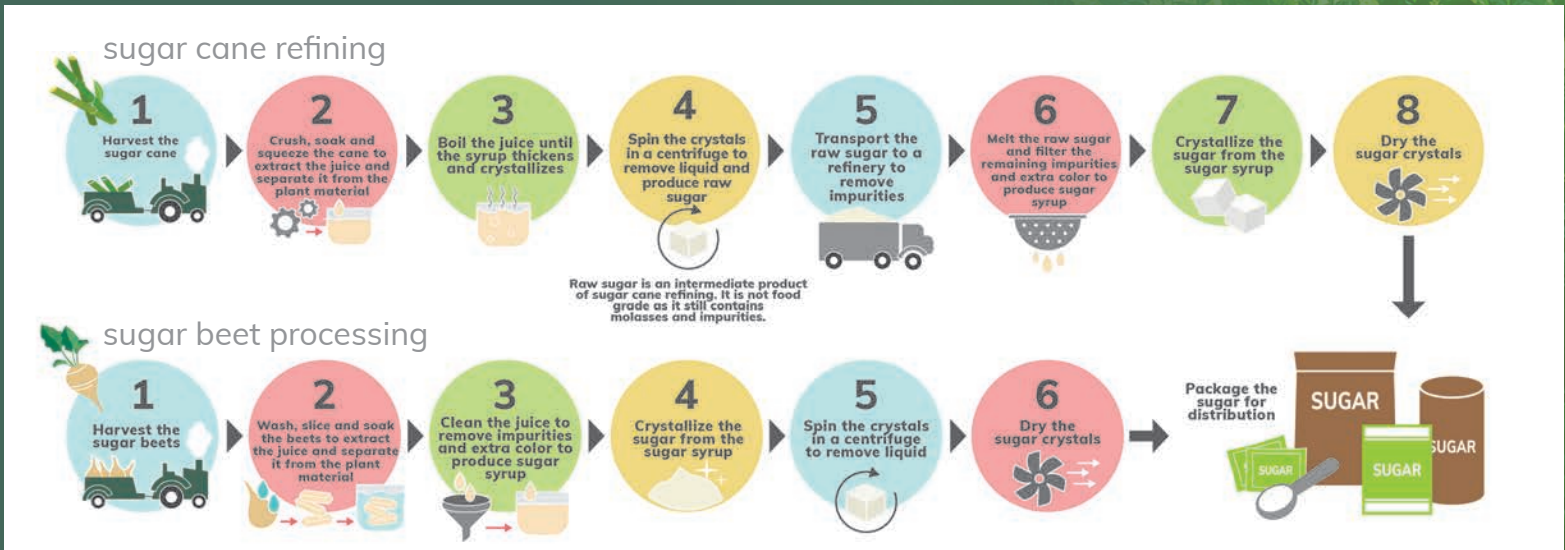 sugar cane refining
1
Harvest the
sugar cane
2
Crush, soak and
squeeze the cane to
extract the juice and
separate it from the
plant material
3
Boil the juice until
the syrup thickens
and crystallizes
4
Spin the crystals
in a centrifuge to
remove liquid and
produce raw
sugar
Raw sugar is an intermediate product
of sugar cane refining. It is not food
grade as it still contains
molasses and impurities.
5
Transport the
raw sugar to a
refinery to
remove
impurities
6
Melt the raw sugar
and filter the
remaining impurities
and extra color to
produce sugar
syrup
7
Crystallize the
sugar from the
sugar syrup
8
Dry the
sugar crystals
sugar beet processing
1
Harvest the
sugar beets
2
Wash, slice and soak
the beets to extract
the juice and separate
it from the plant
material
3
Clean the juice to
remove impurities
and extra color to
produce sugar
syrup
4
Crystallize the
sugar from the
sugar syrup
5
Spin the crystals
in a centrifuge
to remove liquid
6
Dry the
sugar crystals
Package the
sugar for
distribution
SUGAR
SUGAR
SUGAR
SUGAR